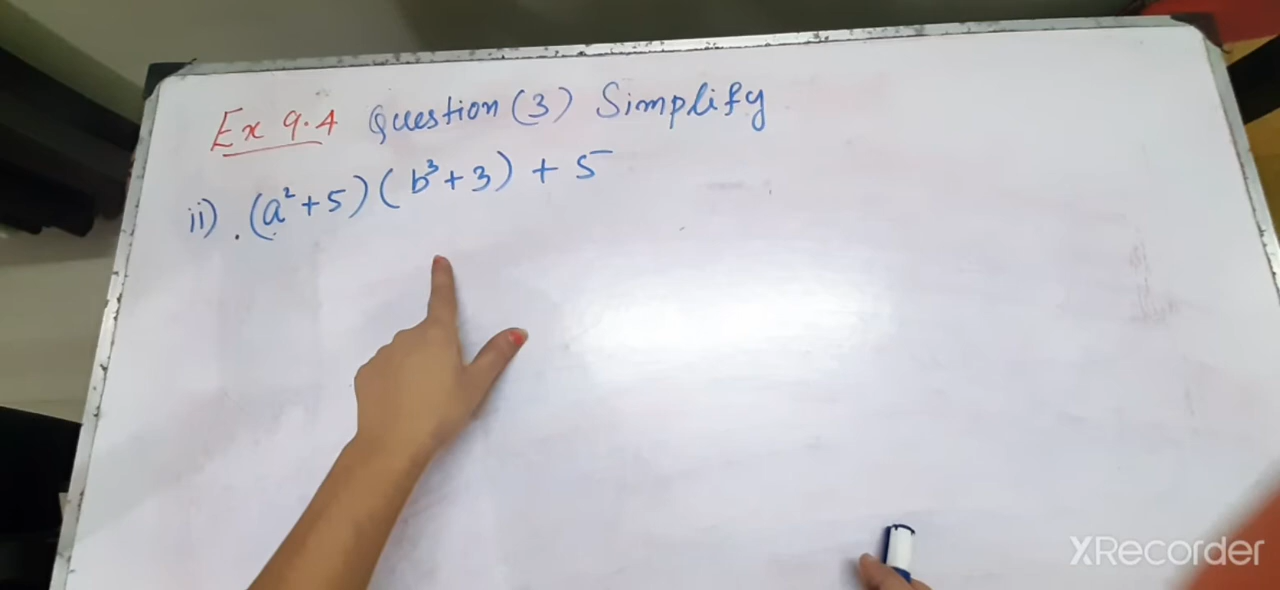 Ex 9.4 Question (3) Simplify
ii). (a²+5)(b³+3) + 5
XRecorder